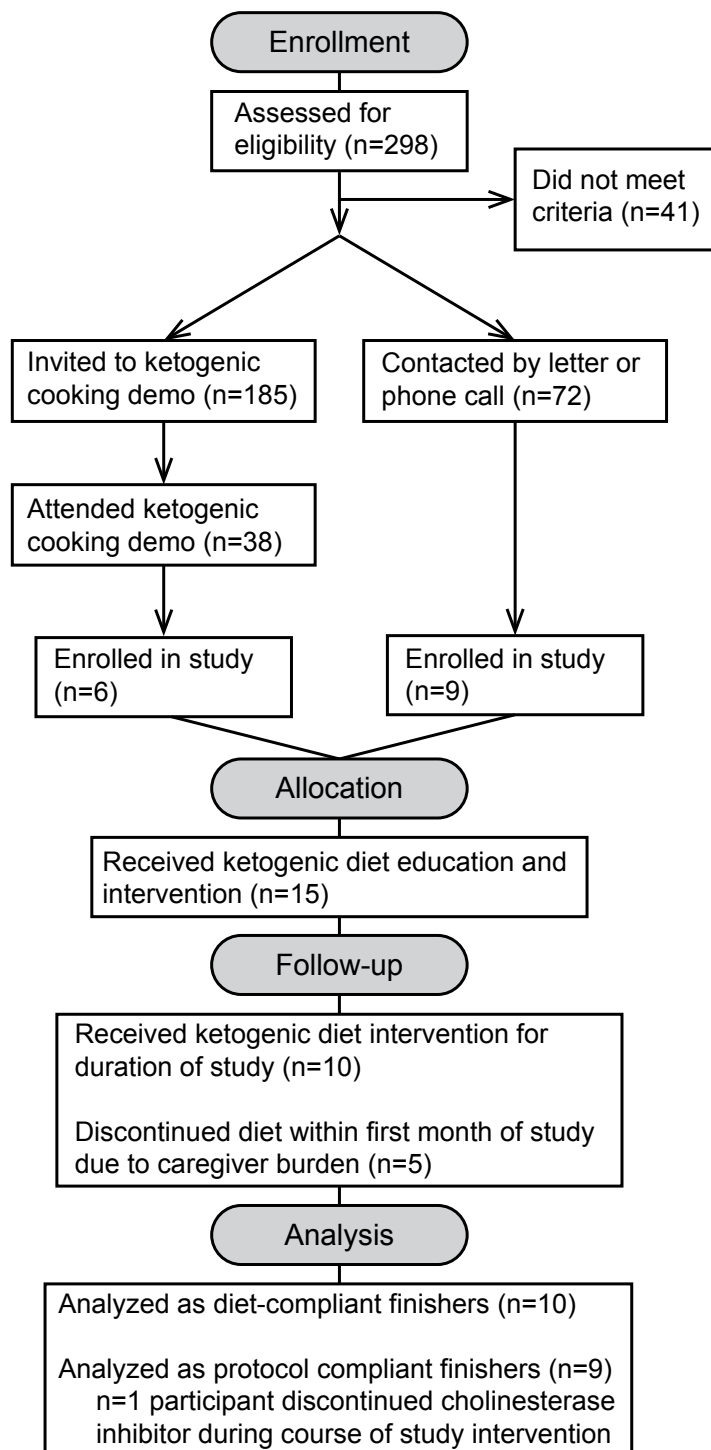 Enrollment
Assessed for
eligibility (n=298)
Did not meet
criteria (n=41)
Invited to ketogenic
cooking demo (n=185)
Contacted by letter or
phone call (n=72)
Attended ketogenic
cooking demo (n=38)
Enrolled in study
(n=6)
Enrolled in study
(n=9)
Allocation
Received ketogenic diet education and
intervention (n=15)
Follow-up
Received ketogenic diet intervention for
duration of study (n=10)
Discontinued diet within first month of study
due to caregiver burden (n=5)
Analysis
Analyzed as diet-compliant finishers (n=10)
Analyzed as protocol compliant finishers (n=9)
n=1 participant discontinued cholinesterase
inhibitor during course of study intervention